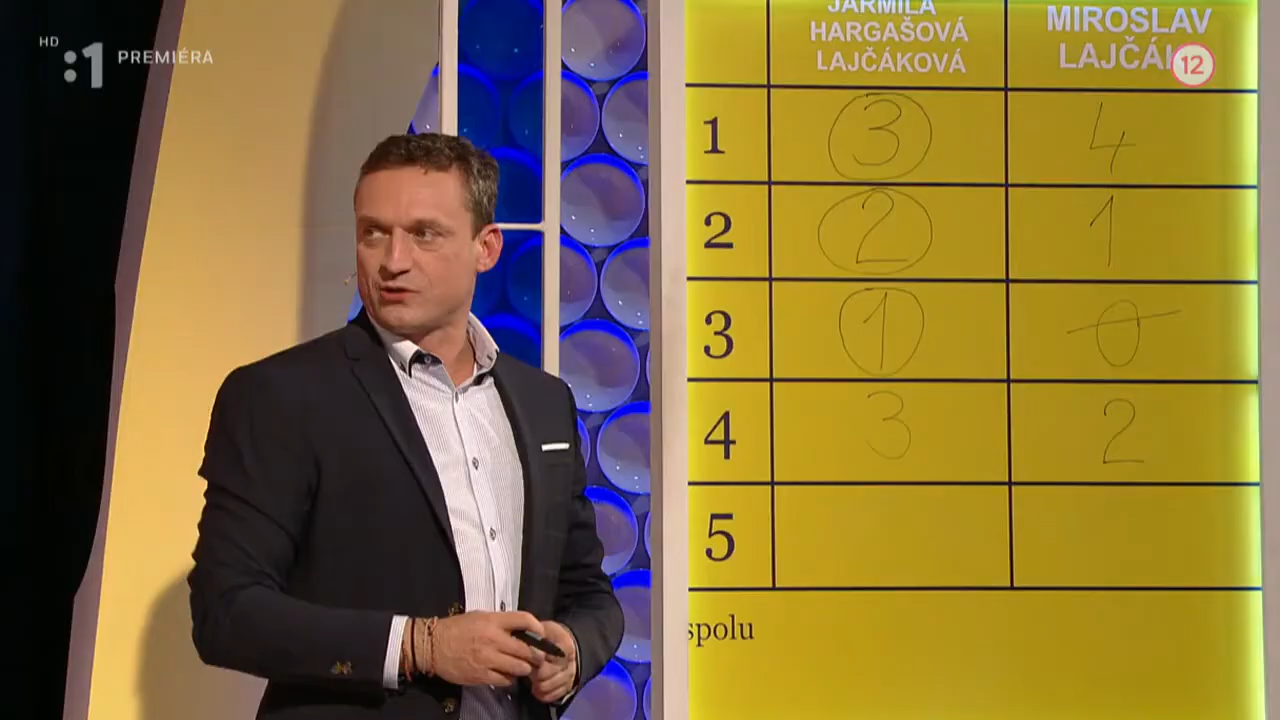 HD
:1 PREMIÉRA
JARMILA
HARGAŠOVÁ
LAJČÁKOVÁ
MIROSLAV
LAJČÁK
12
1 3 4
2 2 1
3 1 0
4 3 2
5
spolu